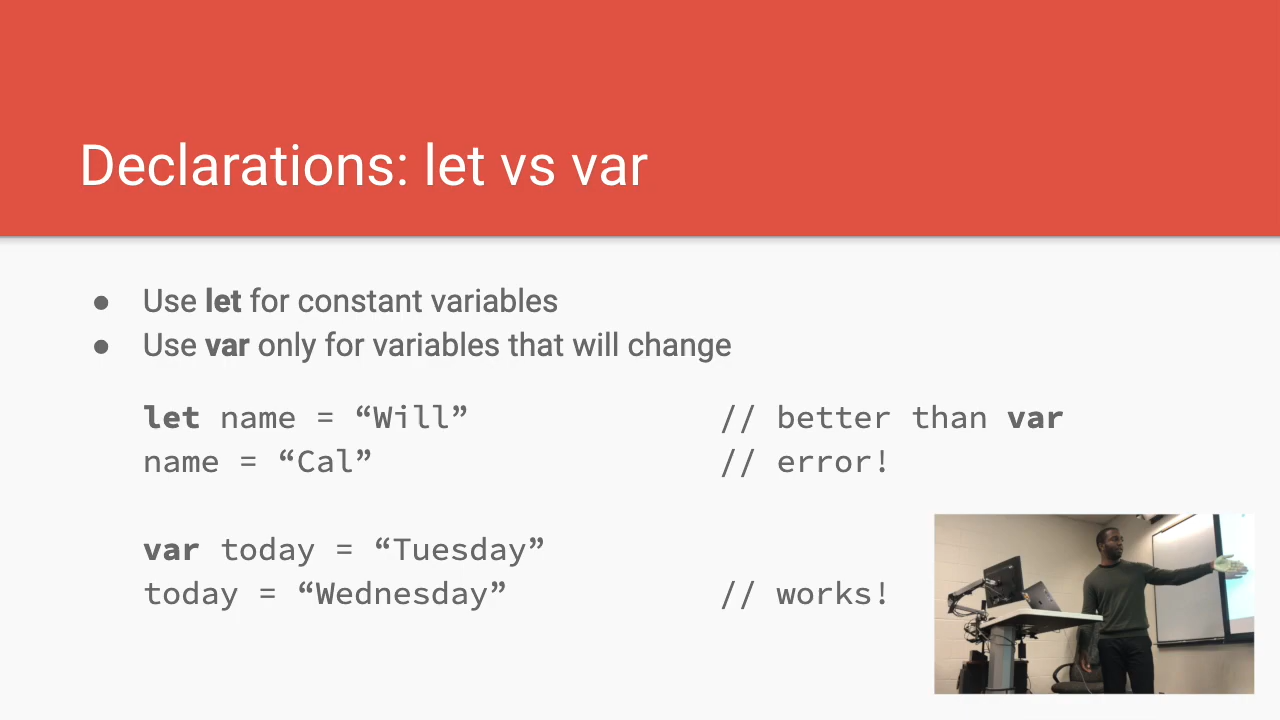 Declarations: let vs var
● Use let for constant variables
● Use var only for variables that will change
let name = “Will” // better than var
name = “Cal” // error!
var today = “Tuesday”
today = “Wednesday” // works!